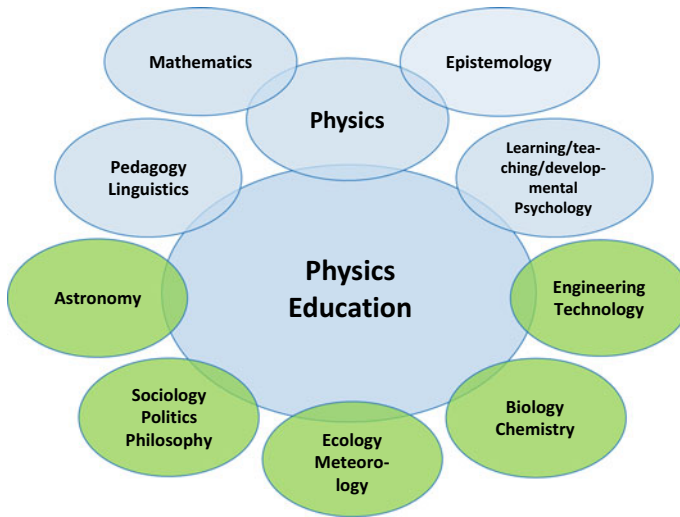 Mathematics
Epistemology
Physics
Pedagogy
Linguistics
Learning/tea-
ching/develop-
mental
Psychology
Physics
Education
Astronomy
Engineering
Technology
Sociology
Politics
Philosophy
Biology
Chemistry
Ecology
Meteoro-
logy